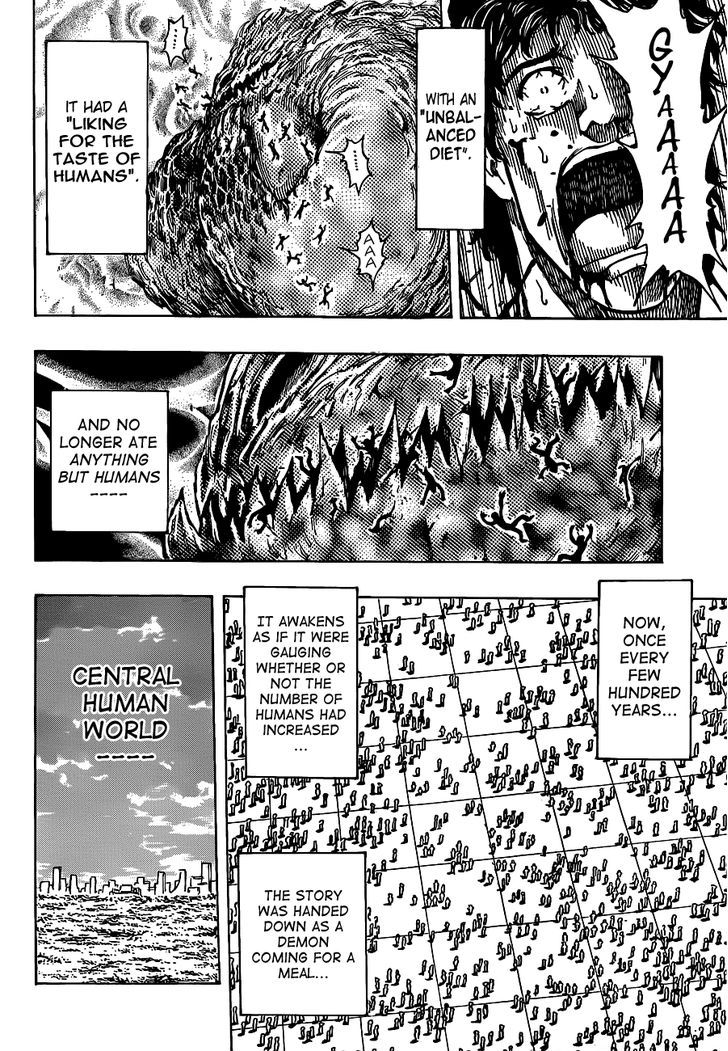 GYAAAAAA
WITH AN
"UNBAL-
ANCED
DIET".
......
......
AAA
IT HAD A
"LIKING
FOR THE
TASTE OF
HUMANS".
AND NO
LONGER ATE
ANYTHING
BUT HUMANS
----
NOW,
ONCE
EVERY
FEW
HUNDRED
YEARS...
IT AWAKENS
AS IF IT WERE
GAUGING
WHETHER OR
NOT THE
NUMBER OF
HUMANS HAD
INCREASED
...
THE STORY
WAS HANDED
DOWN AS A
DEMON
COMING FOR A
MEAL...
CENTRAL
HUMAN
WORLD
----